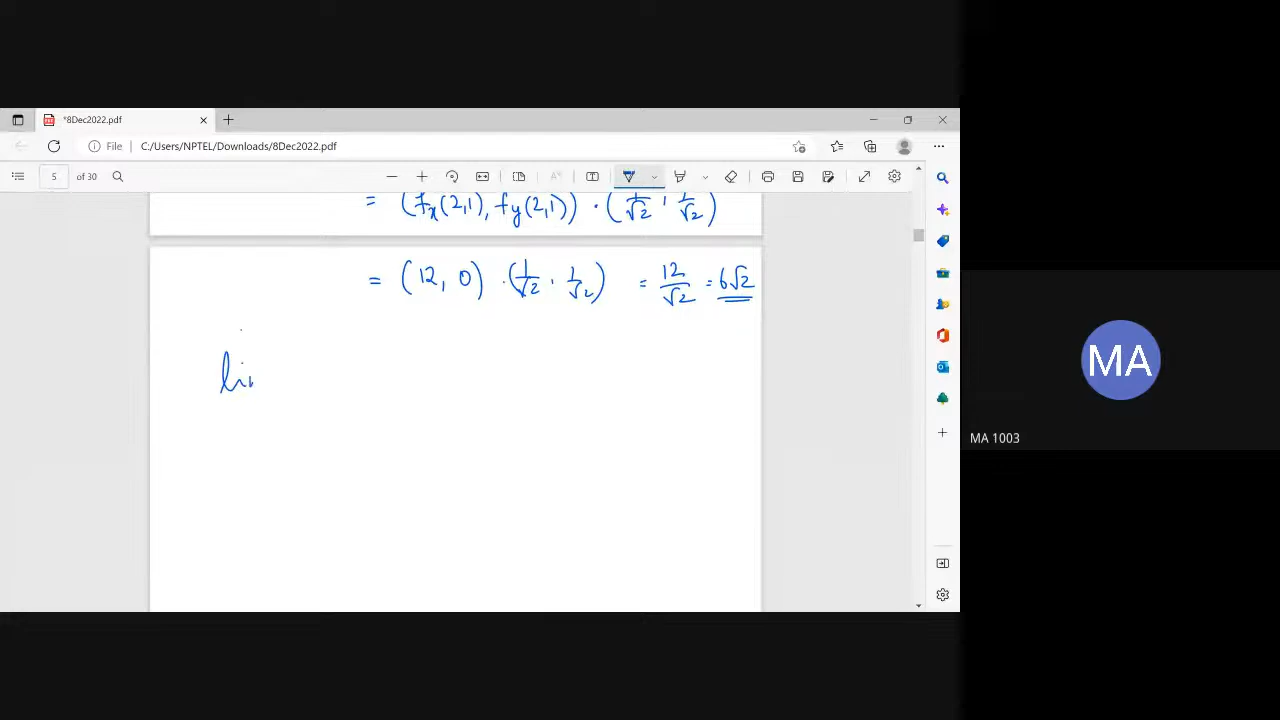 *8Dec2022.pdf
File C:/Users/NPTEL/Downloads/8Dec2022.pdf
5 of 30
= (fx(2,1), fy(2,1)) · (1/√2, 1/√2)
= (12, 0) · (1/√2, 1/√2) = 12/√2 = 6√2
li
MA
MA 1003